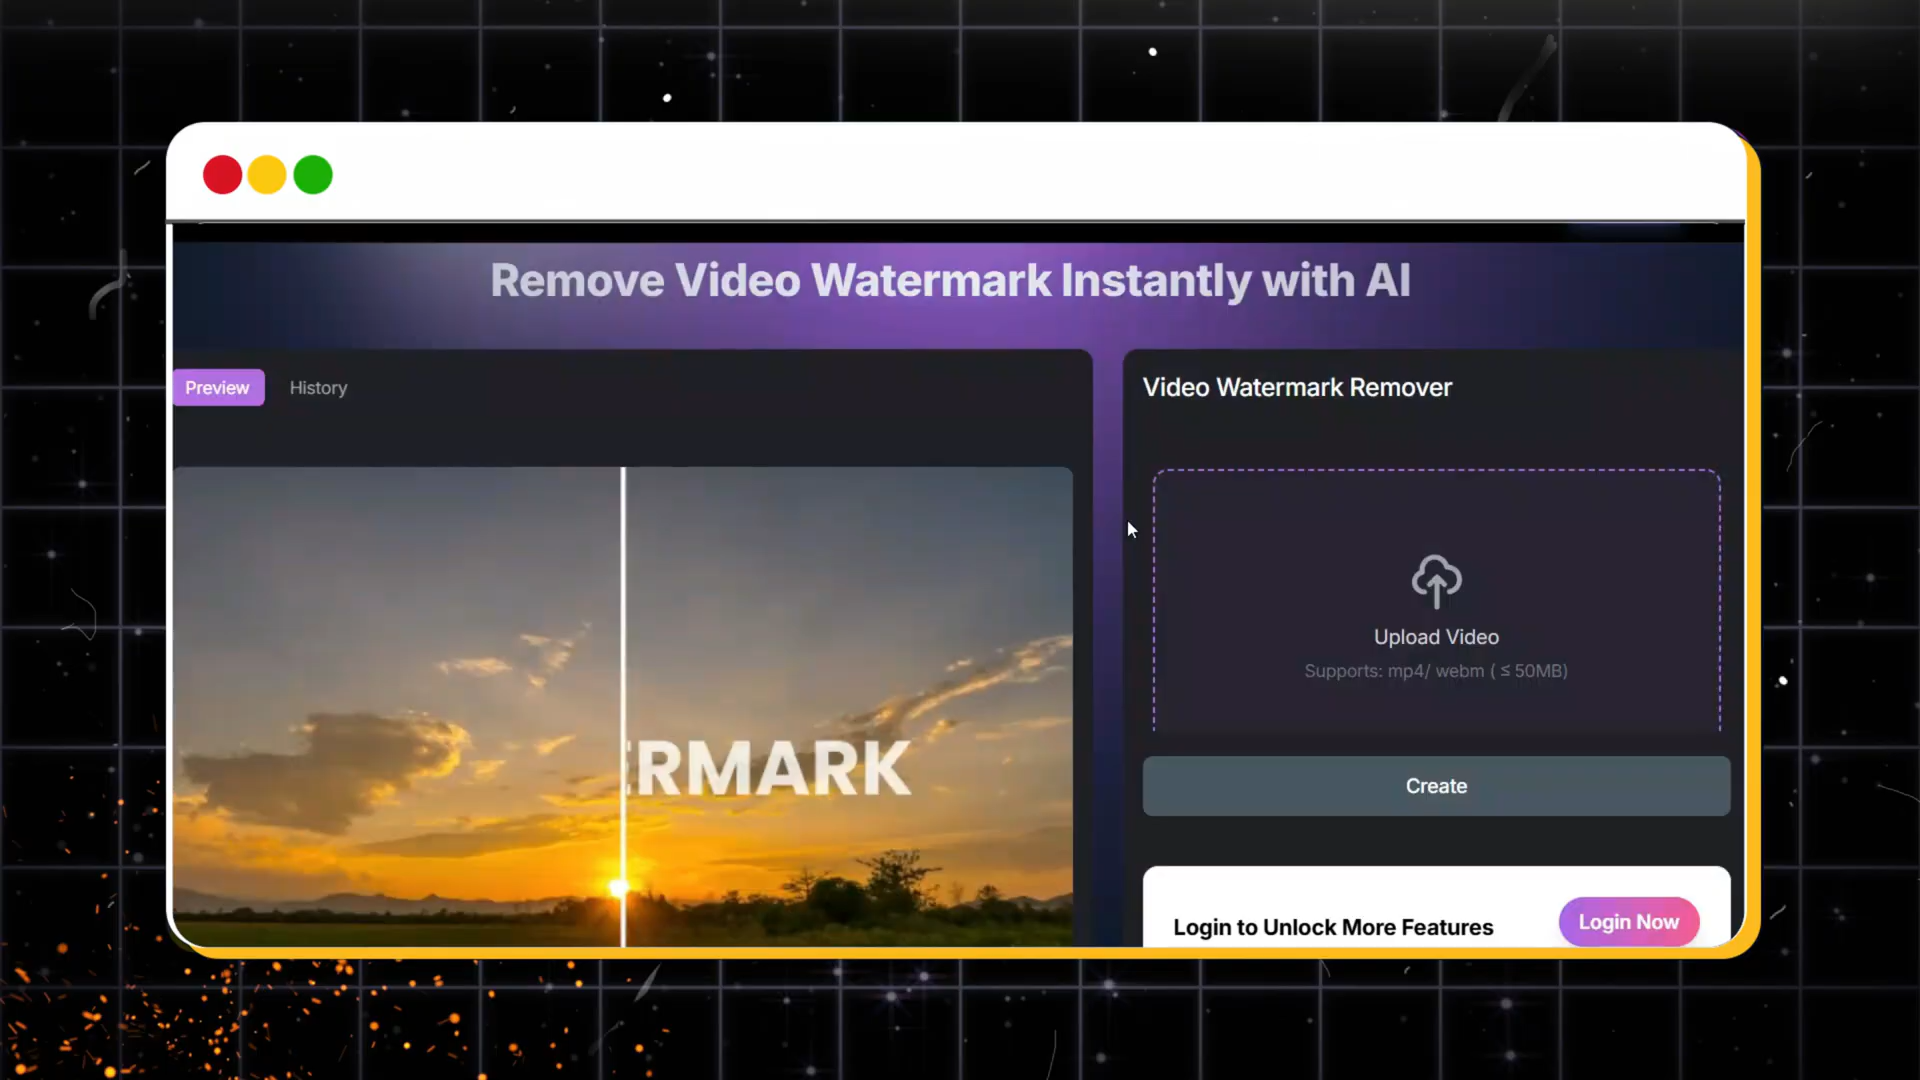 Remove Video Watermark Instantly with AI
Preview
History
Video Watermark Remover
ERMARK
Upload Video
Supports: mp4/ webm ( ≤ 50MB)
Create
Login to Unlock More Features
Login Now